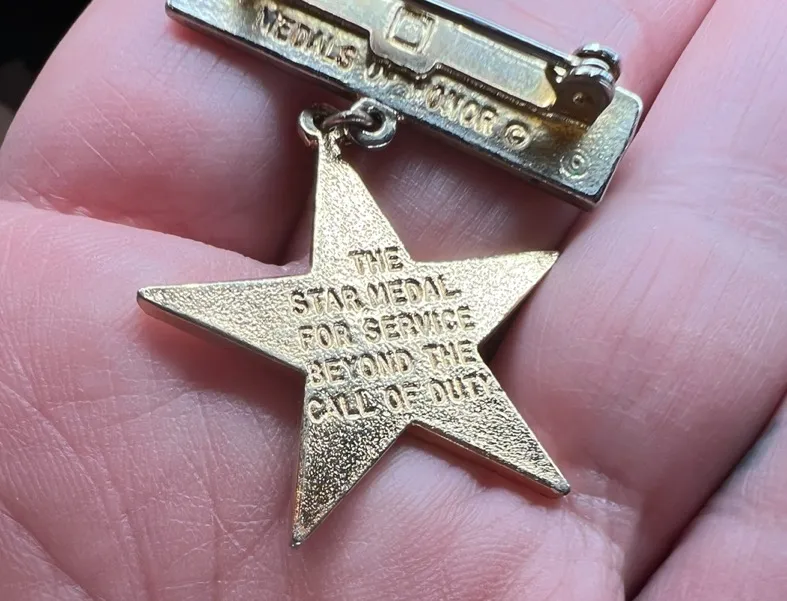 MEDALS OF HONOR ©
©
THE
STAR MEDAL
FOR SERVICE
BEYOND THE
CALL OF DUTY